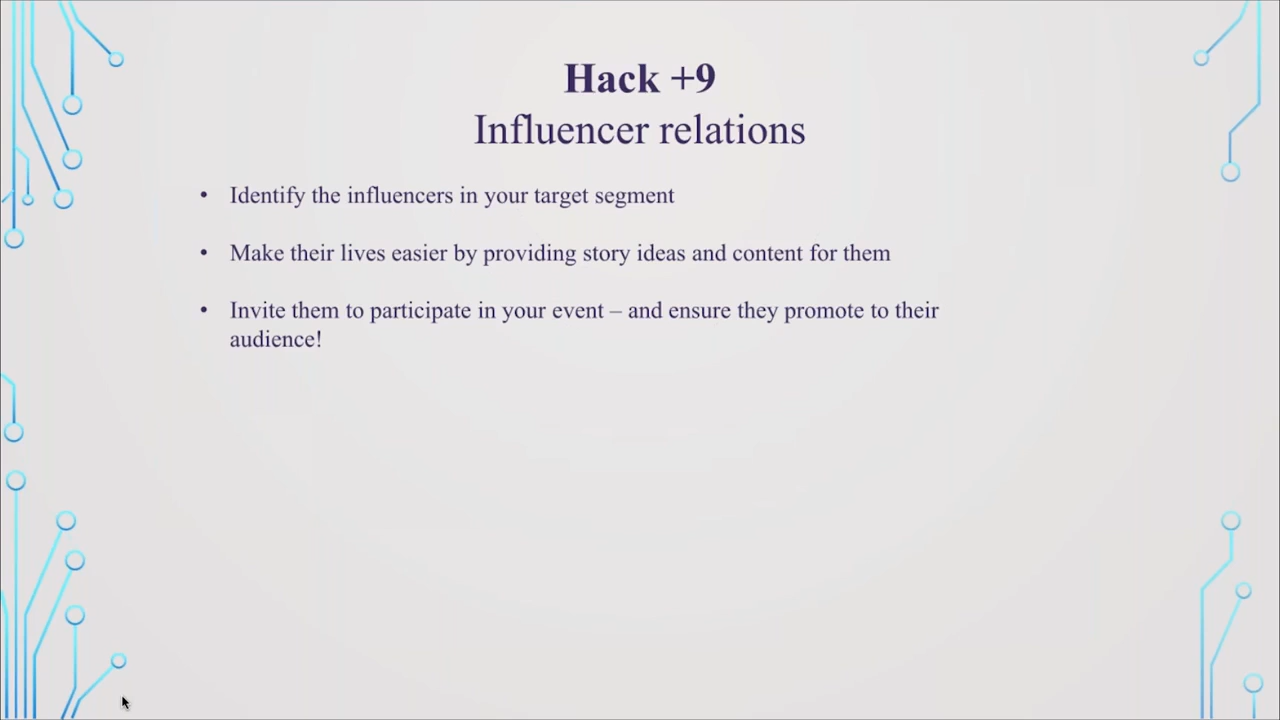 Hack +9
Influencer relations
• Identify the influencers in your target segment
• Make their lives easier by providing story ideas and content for them
• Invite them to participate in your event – and ensure they promote to their
audience!